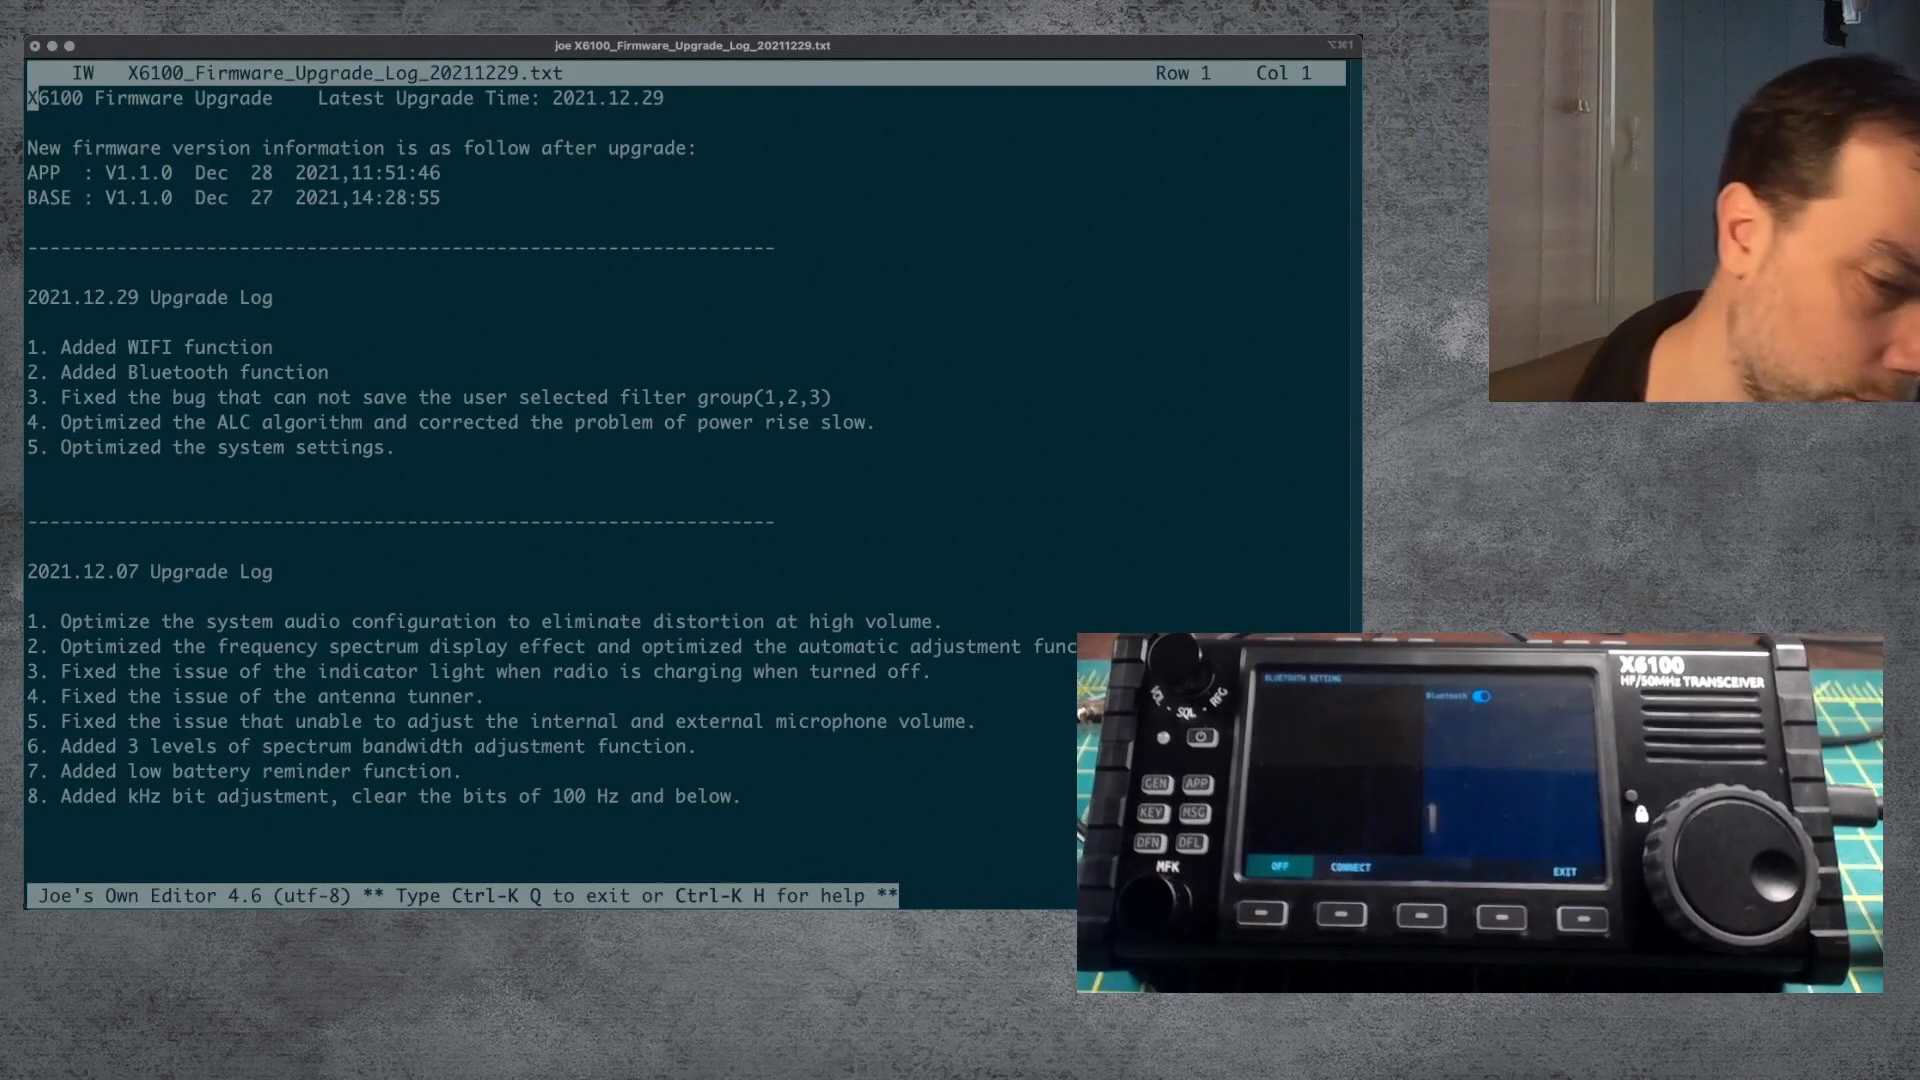 joe X6100_Firmware_Upgrade_Log_20211229.txt
⌥⌘1
IW X6100_Firmware_Upgrade_Log_20211229.txt Row 1 Col 1
X6100 Firmware Upgrade Latest Upgrade Time: 2021.12.29
New firmware version information is as follow after upgrade:
APP : V1.1.0 Dec 28 2021,11:51:46
BASE : V1.1.0 Dec 27 2021,14:28:55
-------------------------------------------------------------------
2021.12.29 Upgrade Log
1. Added WIFI function
2. Added Bluetooth function
3. Fixed the bug that can not save the user selected filter group(1,2,3)
4. Optimized the ALC algorithm and corrected the problem of power rise slow.
5. Optimized the system settings.
-------------------------------------------------------------------
2021.12.07 Upgrade Log
1. Optimize the system audio configuration to eliminate distortion at high volume.
2. Optimized the frequency spectrum display effect and optimized the automatic adjustment func
3. Fixed the issue of the indicator light when radio is charging when turned off.
4. Fixed the issue of the antenna tunner.
5. Fixed the issue that unable to adjust the internal and external microphone volume.
6. Added 3 levels of spectrum bandwidth adjustment function.
7. Added low battery reminder function.
8. Added kHz bit adjustment, clear the bits of 100 Hz and below.
Joe's Own Editor 4.6 (utf-8) ** Type Ctrl-K Q to exit or Ctrl-K H for help **
X6100
HF/50MHz TRANSCEIVER
BLUETOOTH SETTING
Bluetooth
VOL - SQL - RFG
GEN APP
KEY MSG
DFN DFL
MFK
OFF CONNECT EXIT